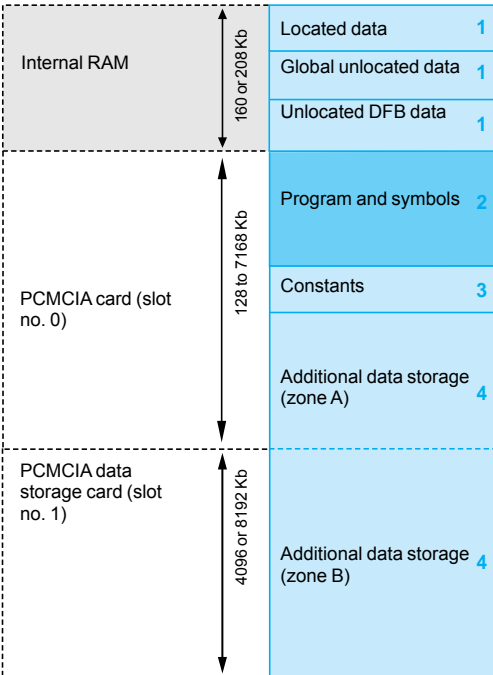 Internal RAM
160 or 208 Kb
Located data 1
Global unlocated data 1
Unlocated DFB data 1
PCMCIA card (slot
no. 0)
128 to 7168 Kb
Program and symbols 2
Constants 3
Additional data storage
(zone A) 4
PCMCIA data
storage card (slot
no. 1)
4096 or 8192 Kb
Additional data storage
(zone B) 4